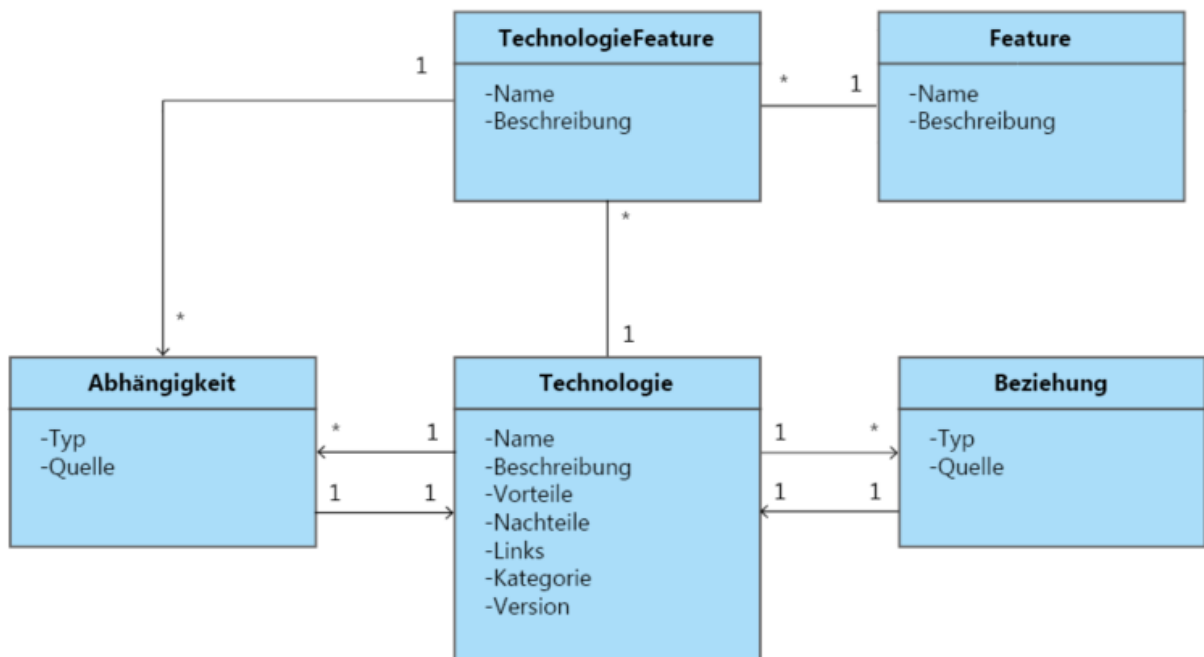 TechnologieFeature
-Name
-Beschreibung
Feature
-Name
-Beschreibung
1
*
1
*
*
1
Abhängigkeit
-Typ
-Quelle
Technologie
-Name
-Beschreibung
-Vorteile
-Nachteile
-Links
-Kategorie
-Version
Beziehung
-Typ
-Quelle
*
1
1
*
1
1
1
1